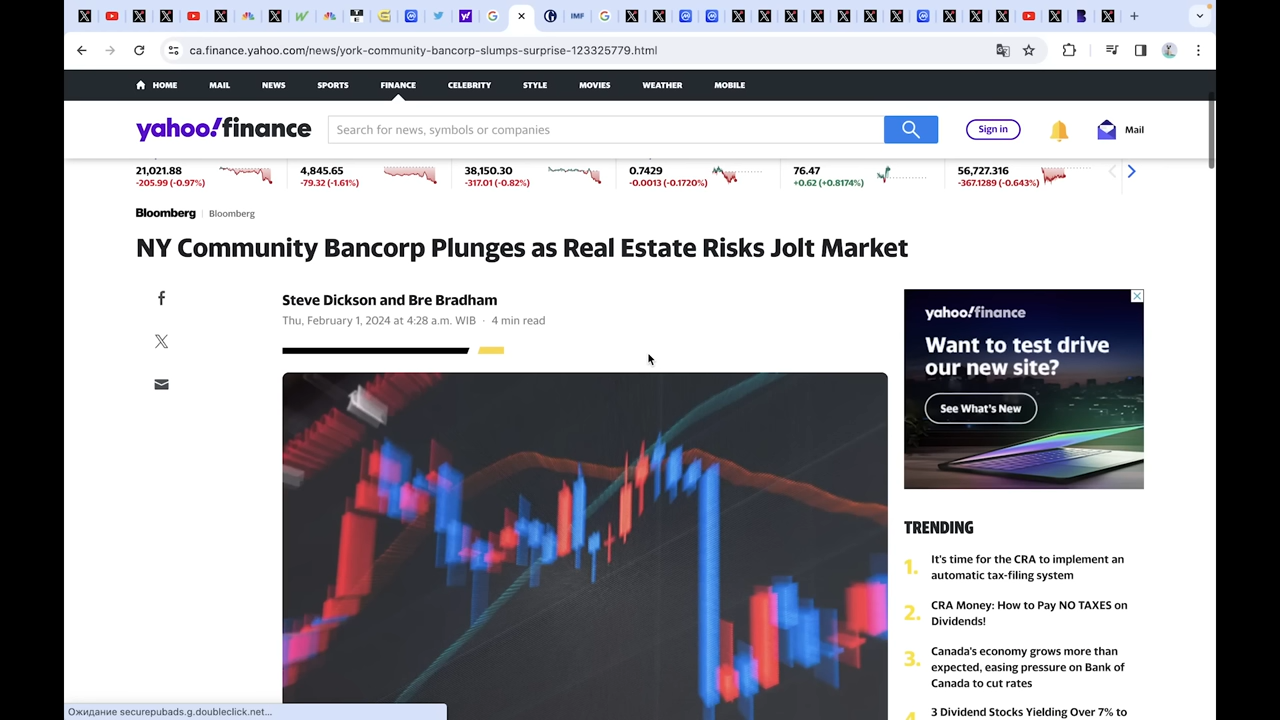 IMF
ca.finance.yahoo.com/news/york-community-bancorp-slumps-surprise-123325779.html
HOME MAIL NEWS SPORTS FINANCE CELEBRITY STYLE MOVIES WEATHER MOBILE
yahoo!finance
Search for news, symbols or companies
Sign in
Mail
21,021.88 4,845.65 38,150.30 0.7429 76.47 56,727.316
-205.99 (-0.97%) -79.32 (-1.61%) -317.01 (-0.82%) -0.0013 (-0.1720%) +0.62 (+0.8174%) -367.1289 (-0.643%)
Bloomberg | Bloomberg
NY Community Bancorp Plunges as Real Estate Risks Jolt Market
Steve Dickson and Bre Bradham
Thu, February 1, 2024 at 4:28 a.m. WIB · 4 min read
yahoo!finance
Want to test drive
our new site?
See What's New
TRENDING
1. It's time for the CRA to implement an
automatic tax-filing system
2. CRA Money: How to Pay NO TAXES on
Dividends!
3. Canada's economy grows more than
expected, easing pressure on Bank of
Canada to cut rates
3 Dividend Stocks Yielding Over 7% to
Ожидание securepubads.g.doubleclick.net...